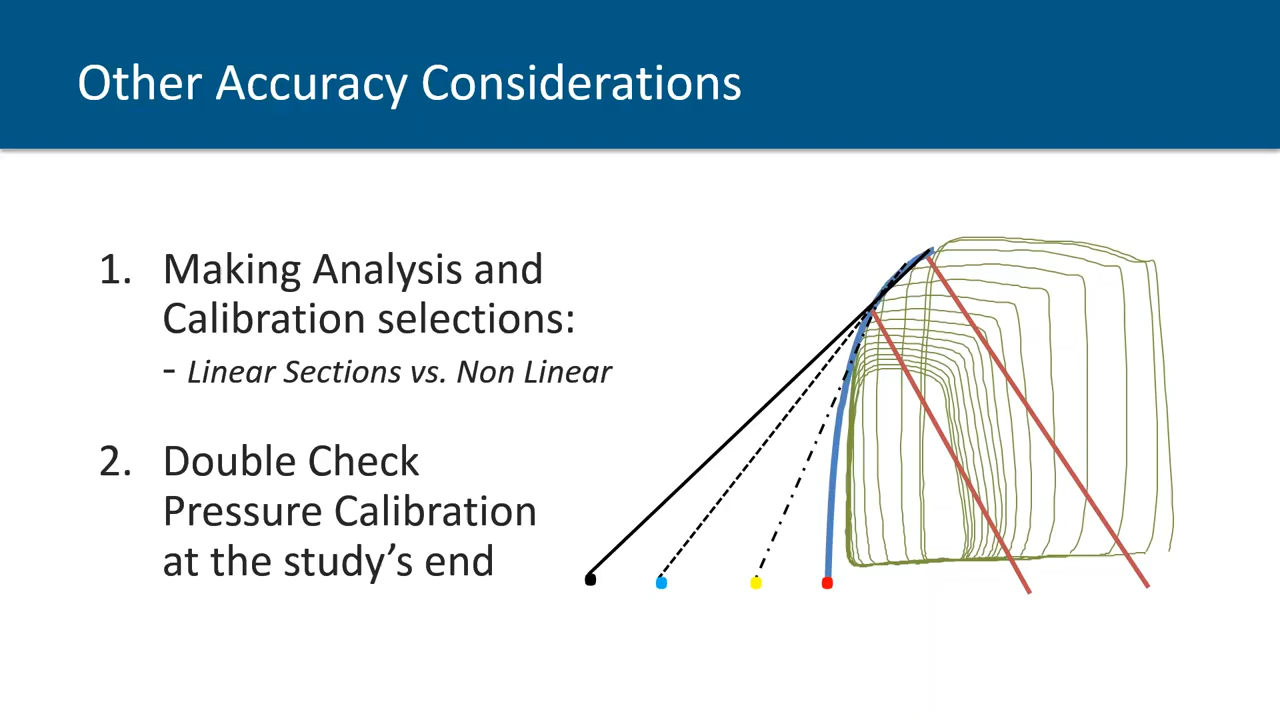 Other Accuracy Considerations
1. Making Analysis and
Calibration selections:
- Linear Sections vs. Non Linear
2. Double Check
Pressure Calibration
at the study’s end